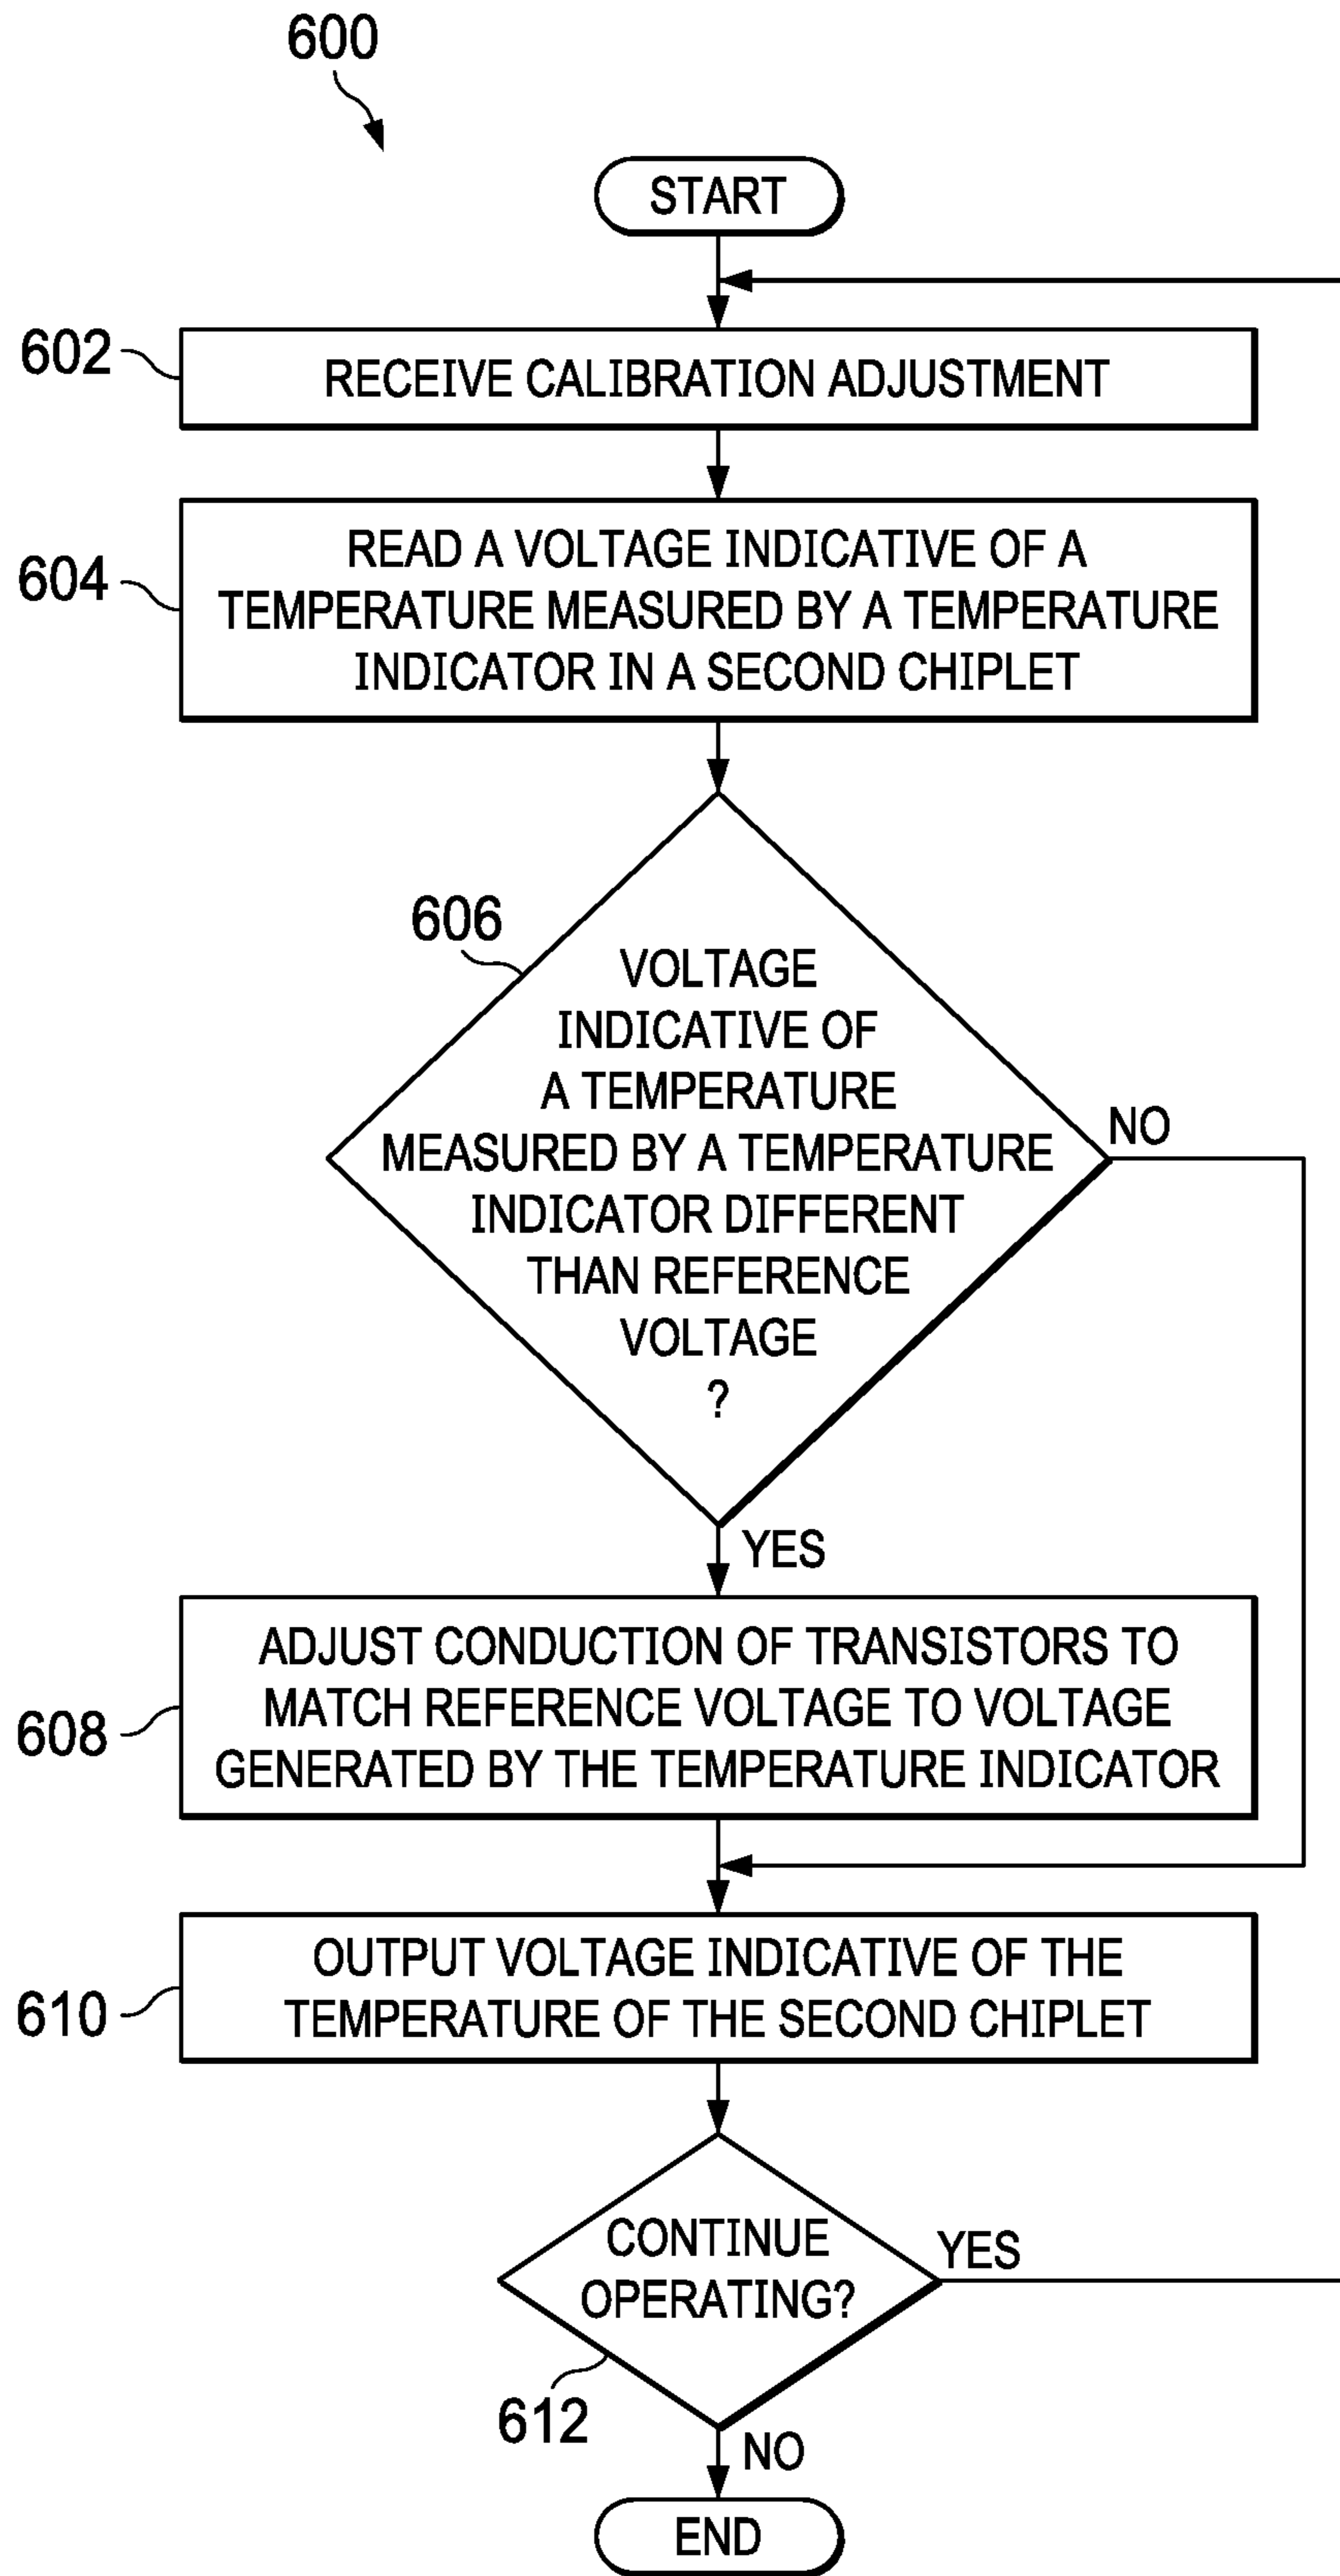 600
START
602
RECEIVE CALIBRATION ADJUSTMENT
604
READ A VOLTAGE INDICATIVE OF A
TEMPERATURE MEASURED BY A TEMPERATURE
INDICATOR IN A SECOND CHIPLET
606
VOLTAGE
INDICATIVE OF
A TEMPERATURE
MEASURED BY A TEMPERATURE
INDICATOR DIFFERENT
THAN REFERENCE
VOLTAGE
?
NO
YES
608
ADJUST CONDUCTION OF TRANSISTORS TO
MATCH REFERENCE VOLTAGE TO VOLTAGE
GENERATED BY THE TEMPERATURE INDICATOR
610
OUTPUT VOLTAGE INDICATIVE OF THE
TEMPERATURE OF THE SECOND CHIPLET
CONTINUE
OPERATING?
YES
612
NO
END